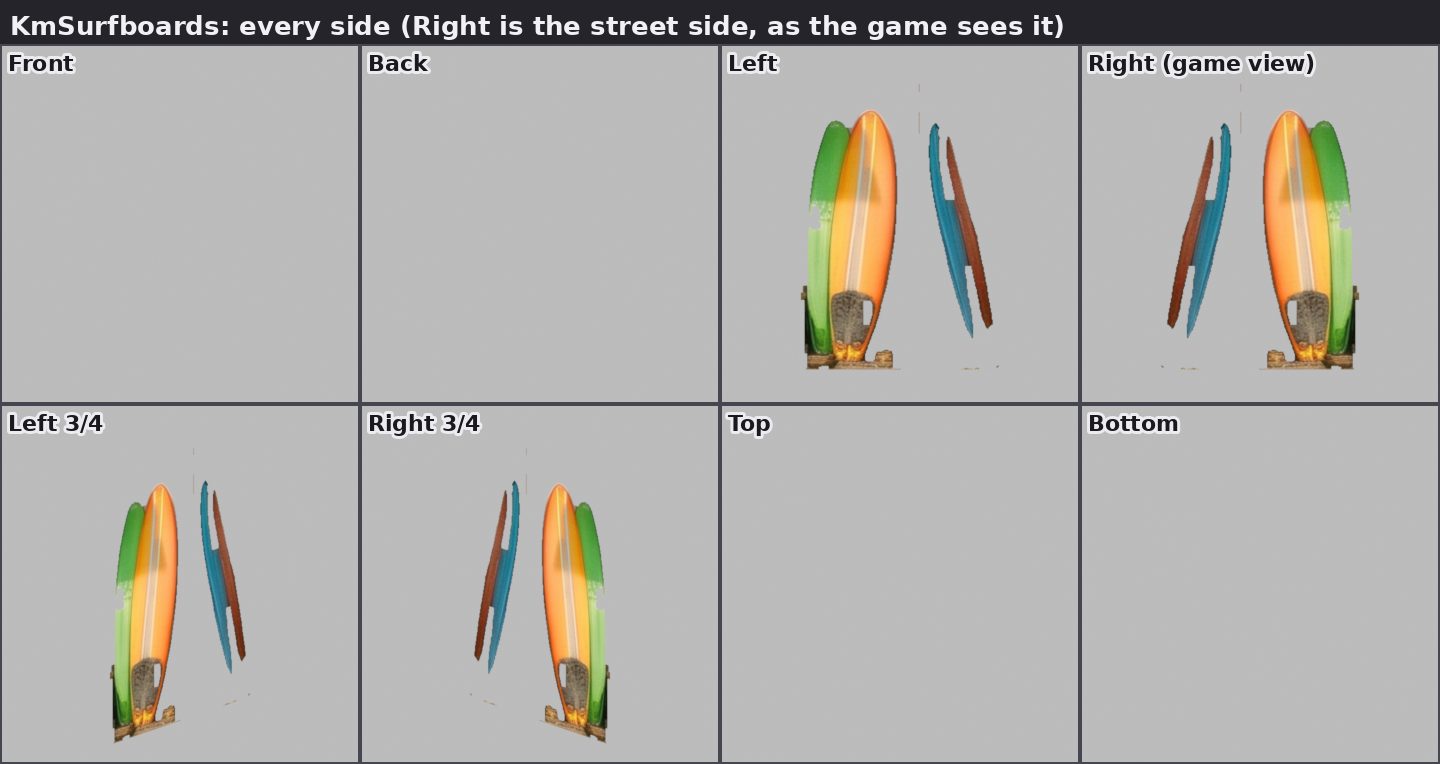 KmSurfboards: every side (Right is the street side, as the game sees it)
Front
Back
Left
Right (game view)
Left 3/4
Right 3/4
Top
Bottom